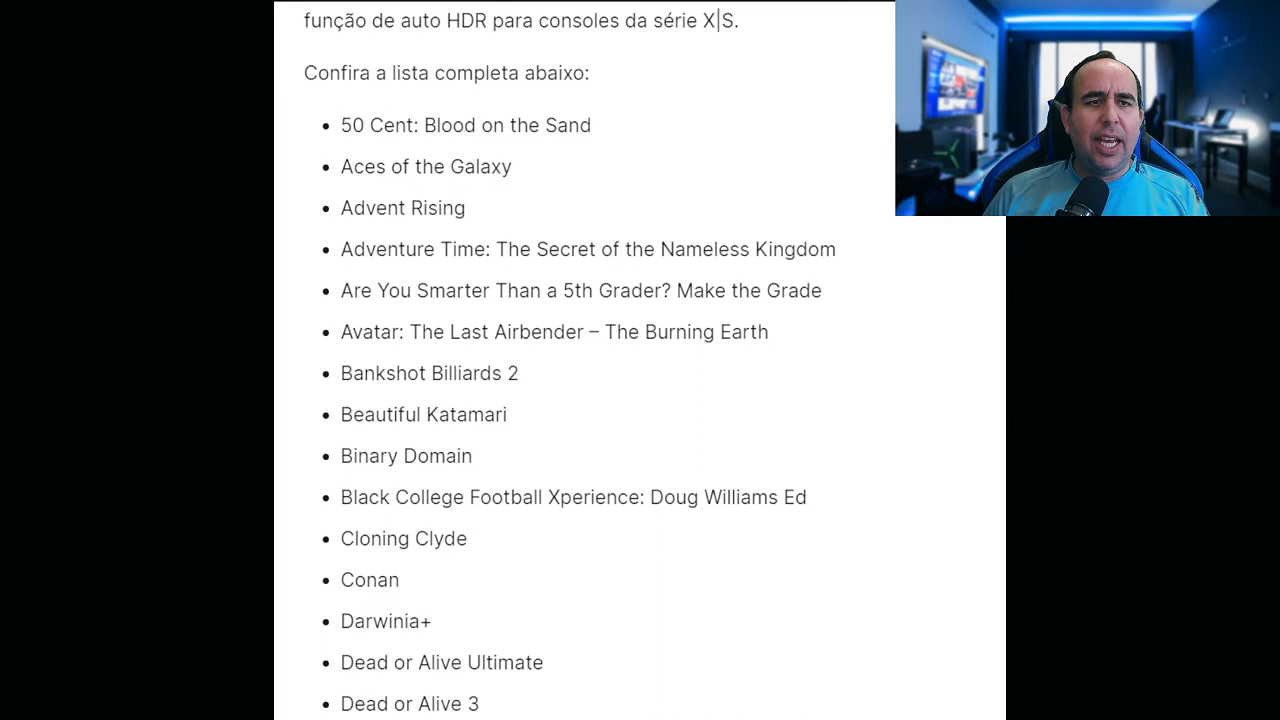 função de auto HDR para consoles da série X|S.
Confira a lista completa abaixo:
• 50 Cent: Blood on the Sand
• Aces of the Galaxy
• Advent Rising
• Adventure Time: The Secret of the Nameless Kingdom
• Are You Smarter Than a 5th Grader? Make the Grade
• Avatar: The Last Airbender – The Burning Earth
• Bankshot Billiards 2
• Beautiful Katamari
• Binary Domain
• Black College Football Xperience: Doug Williams Ed
• Cloning Clyde
• Conan
• Darwinia+
• Dead or Alive Ultimate
• Dead or Alive 3